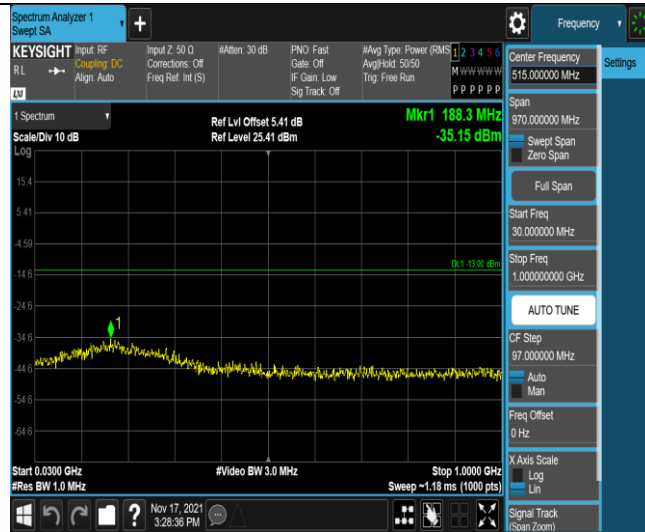 Spectrum Analyzer 1
Swept SA
Frequency
KEYSIGHT
RL
LXI
Input: RF
Coupling: DC
Align: Auto
Input Z: 50 Ω
Corrections: Off
Freq Ref: Int (S)
#Atten: 30 dB
PNO: Fast
Gate: Off
IF Gain: Low
Sig Track: Off
#Avg Type: Power (RMS
Avg|Hold: 50/50
Trig: Free Run
1 2 3 4 5 6
M W W W W W
P P P P P P
Center Frequency
515.000000 MHz
Settings
Span
970.000000 MHz
Swept Span
Zero Span
Full Span
Start Freq
30.000000 MHz
Stop Freq
1.000000000 GHz
AUTO TUNE
CF Step
97.000000 MHz
Auto
Man
Freq Offset
0 Hz
X Axis Scale
Log
Lin
Signal Track
(Span Zoom)
1 Spectrum
Scale/Div 10 dB
Ref Lvl Offset 5.41 dB
Ref Level 25.41 dBm
Mkr1 188.3 MHz
-35.15 dBm
Log
15.4
5.41
-4.59
DL1 -13.00 dBm
-14.6
-24.6
1
-34.6
-44.6
-54.6
-64.6
Start 0.0300 GHz
#Video BW 3.0 MHz
Stop 1.0000 GHz
#Res BW 1.0 MHz
Sweep ~1.18 ms (1000 pts)
Nov 17, 2021
3:28:36 PM